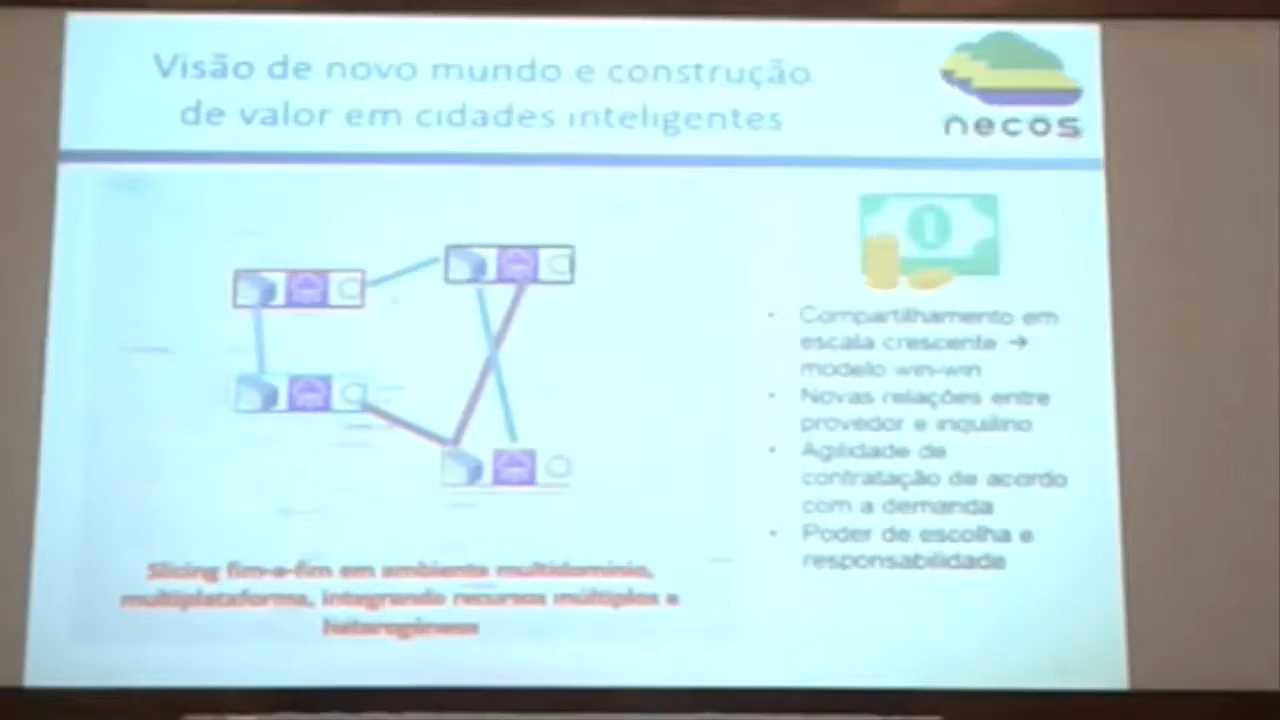 Visão de novo mundo e construção
de valor em cidades inteligentes
necos
1
• Compartilhamento em
escala crescente →
modelo win-win
• Novas relações entre
provedor e inquilino
• Agilidade de
contratação de acordo
com a demanda
• Poder de escolha e
responsabilidade
Slicing fim-a-fim em ambiente multidomínio,
multiplataforma, integrando recursos múltiplos e
heterogêneos